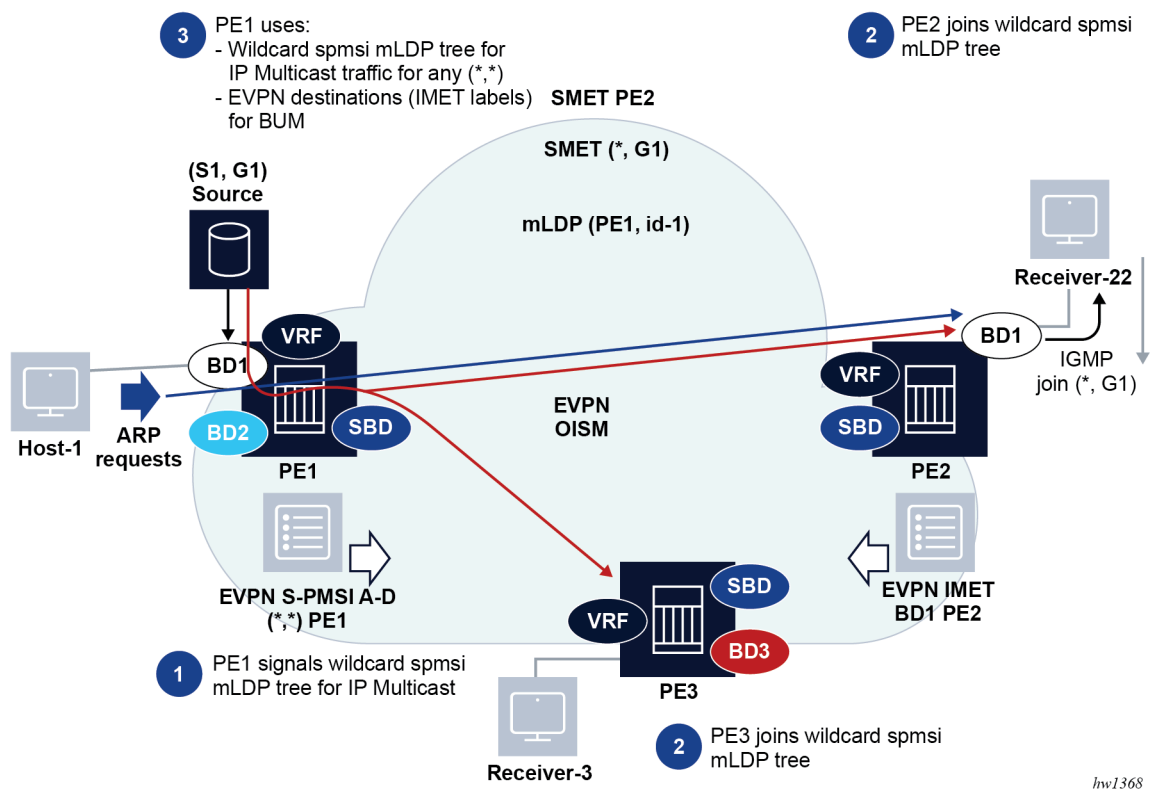 3
PE1 uses:
- Wildcard spmsi mLDP tree for
IP Multicast traffic for any (*,*)
- EVPN destinations (IMET labels)
for BUM
2
PE2 joins wildcard spmsi
mLDP tree
SMET PE2
SMET (*, G1)
mLDP (PE1, id-1)
(S1, G1)
Source
Receiver-22
VRF
BD1
BD1
IGMP
join (*, G1)
VRF
BD2
SBD
EVPN
OISM
SBD
Host-1
ARP
requests
PE1
PE2
EVPN S-PMSI A-D
(*,*) PE1
EVPN IMET
BD1 PE2
SBD
VRF
BD3
PE3
1
PE1 signals wildcard spmsi
mLDP tree for IP Multicast
Receiver-3
2
PE3 joins wildcard spmsi
mLDP tree
hw1368